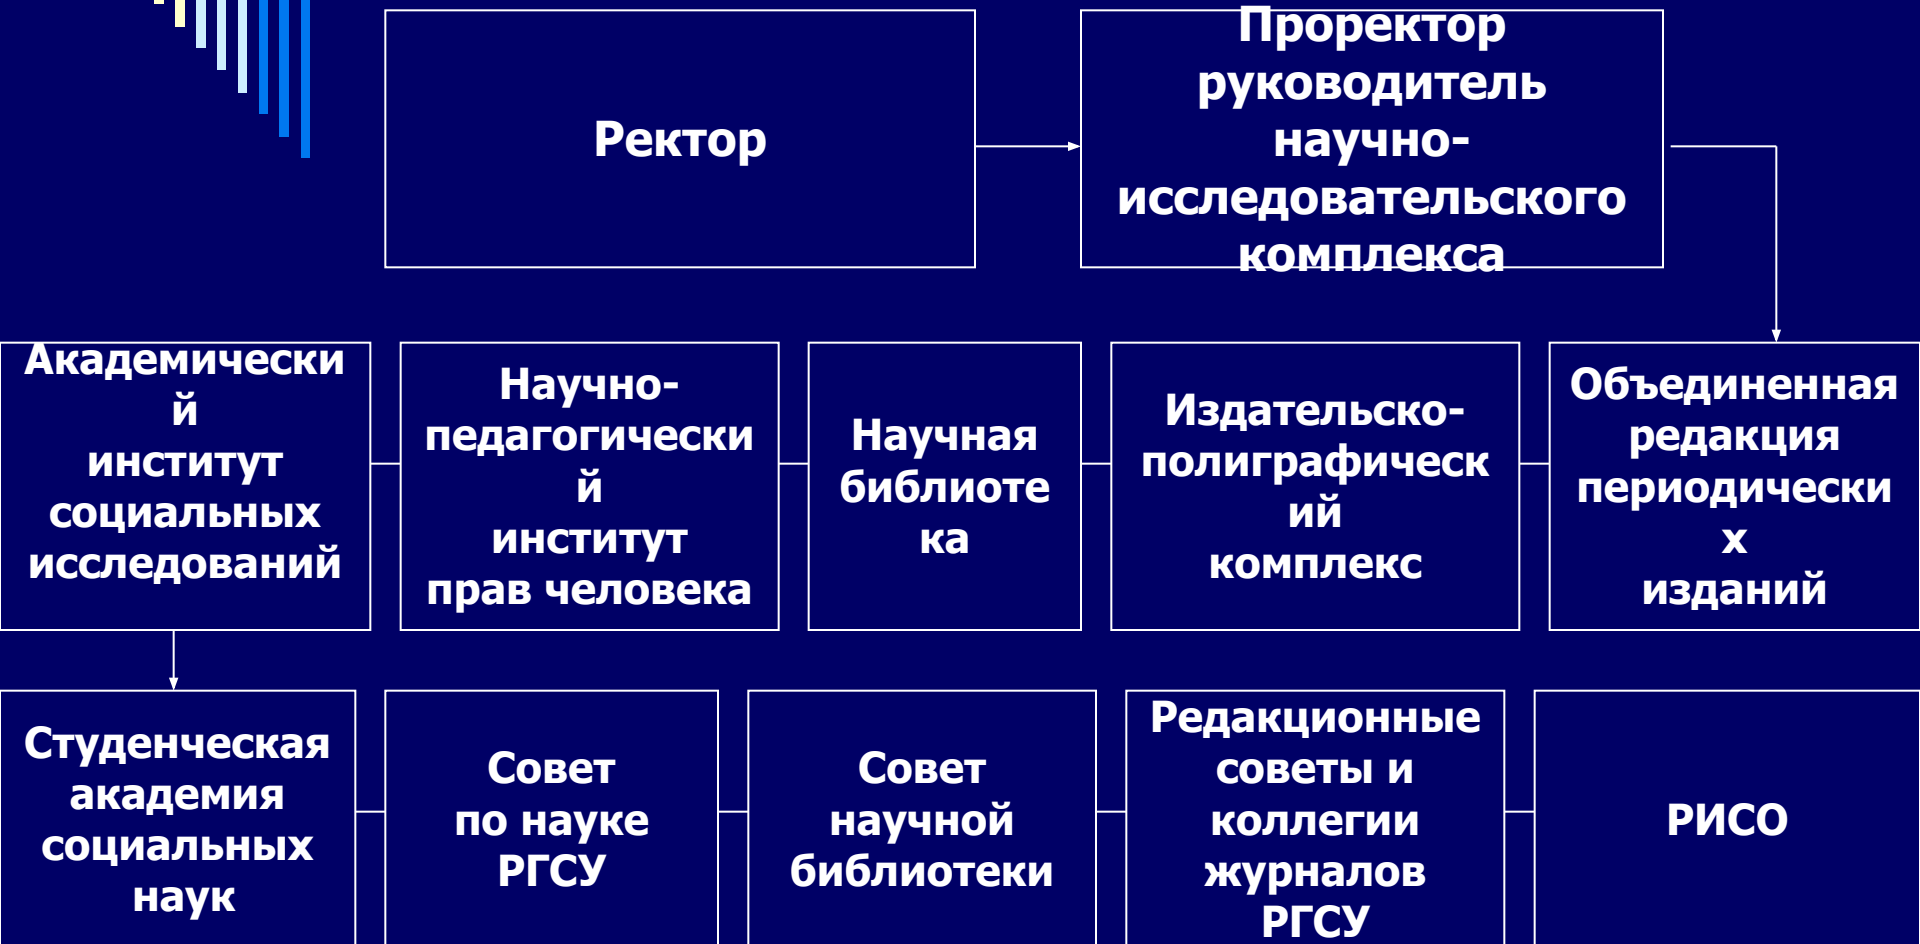 Ректор
Проректор
руководитель
научно-
исследовательского
комплекса
Академически
й
институт
социальных
исследований
Научно-
педагогически
й
институт
прав человека
Научная
библиоте
ка
Издательско-
полиграфическ
ий
комплекс
Объединенная
редакция
периодически
х
изданий
Студенческая
академия
социальных
наук
Совет
по науке
РГСУ
Совет
научной
библиотеки
Редакционные
советы и
коллегии
журналов
РГСУ
РИСО